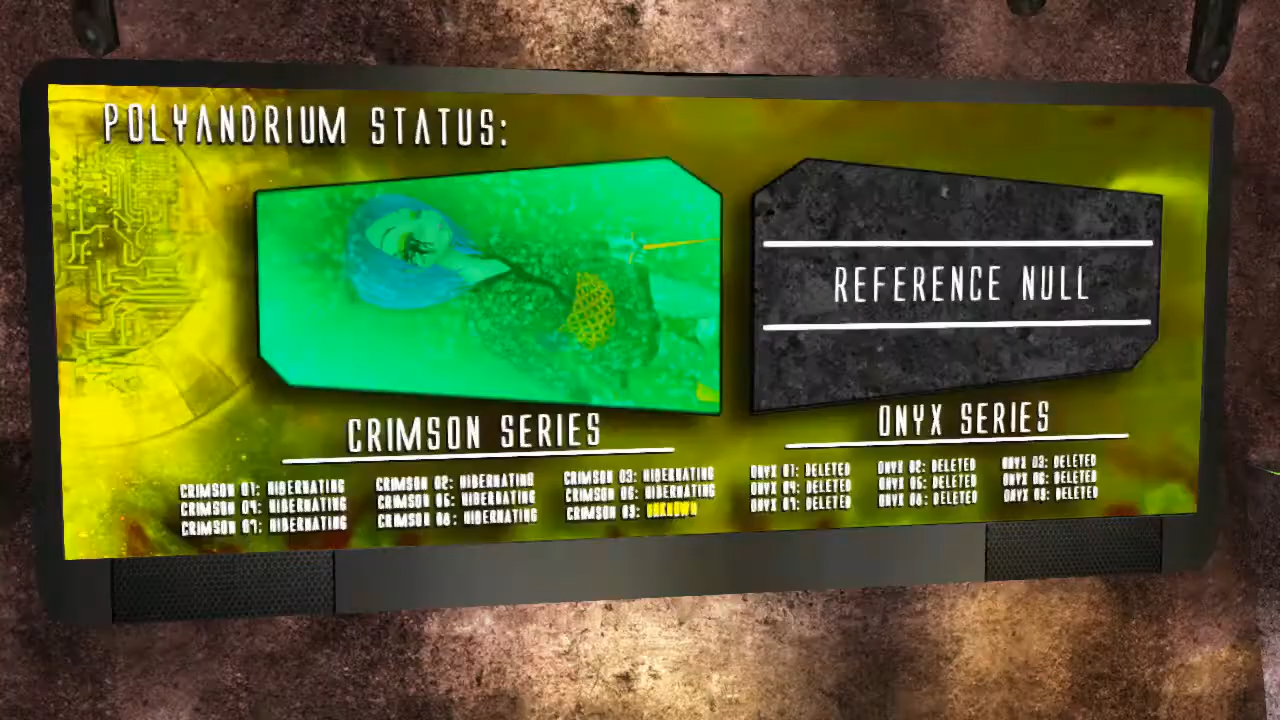 POLYANDRIUM STATUS:
REFERENCE NULL
CRIMSON SERIES
ONYX SERIES
CRIMSON 01: HIBERNATING CRIMSON 02: HIBERNATING CRIMSON 03: HIBERNATING
CRIMSON 04: HIBERNATING CRIMSON 05: HIBERNATING CRIMSON 06: HIBERNATING
CRIMSON 07: HIBERNATING CRIMSON 08: HIBERNATING CRIMSON 09: UNKNOWN
ONYX 01: DELETED ONYX 02: DELETED ONYX 03: DELETED
ONYX 04: DELETED ONYX 05: DELETED ONYX 06: DELETED
ONYX 07: DELETED ONYX 08: DELETED ONYX 09: DELETED